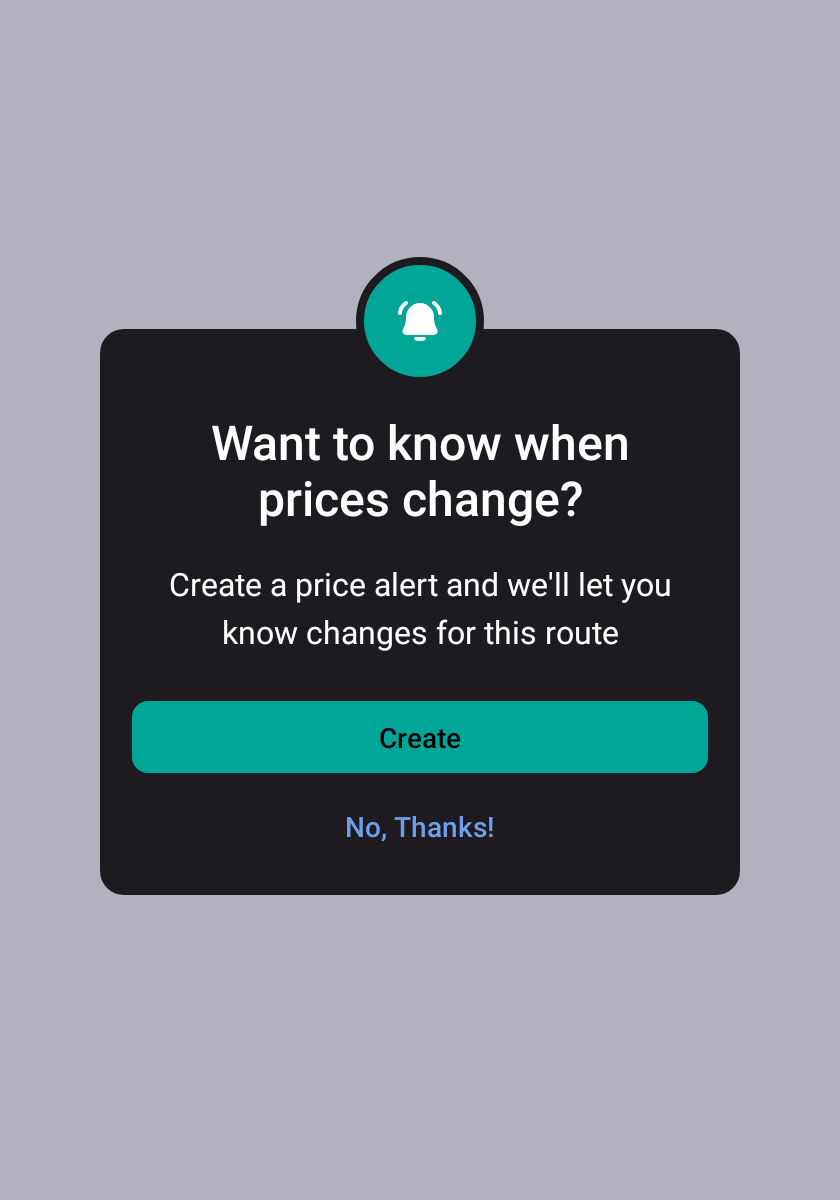 Want to know when
prices change?
Create a price alert and we'll let you
know changes for this route
Create
No, Thanks!